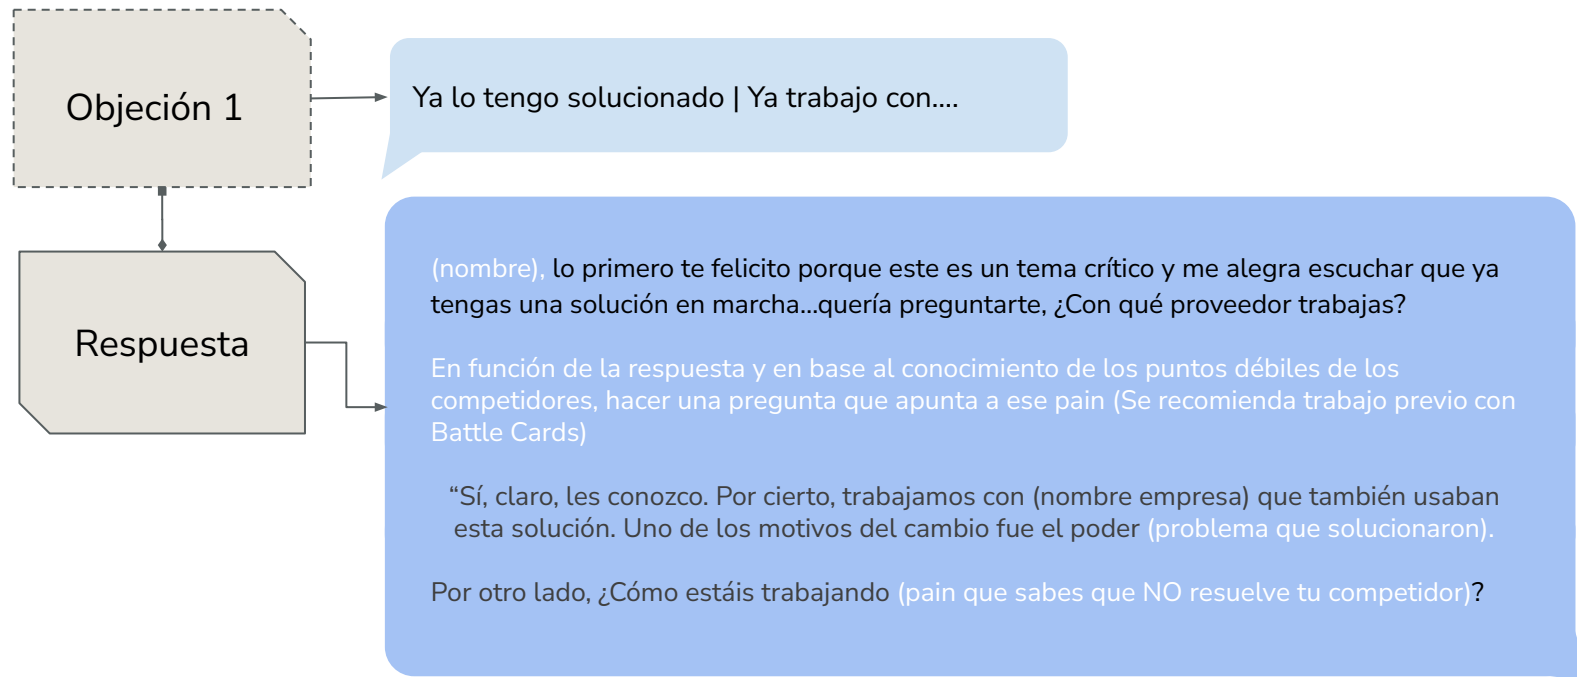 Objeción 1
Ya lo tengo solucionado | Ya trabajo con....
Respuesta
(nombre), lo primero te felicito porque este es un tema crítico y me alegra escuchar que ya
tengas una solución en marcha...quería preguntarte, ¿Con qué proveedor trabajas?
En función de la respuesta y en base al conocimiento de los puntos débiles de los
competidores, hacer una pregunta que apunta a ese pain (Se recomienda trabajo previo con
Battle Cards)
“Sí, claro, les conozco. Por cierto, trabajamos con (nombre empresa) que también usaban
esta solución. Uno de los motivos del cambio fue el poder (problema que solucionaron).
Por otro lado, ¿Cómo estáis trabajando (pain que sabes que NO resuelve tu competidor)?